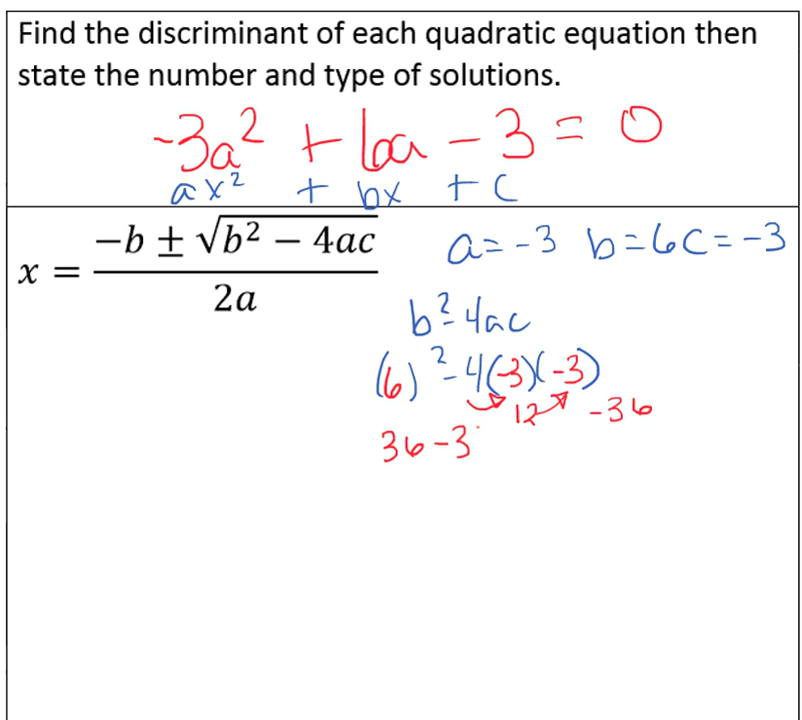 Find the discriminant of each quadratic equation then
state the number and type of solutions.
-3a² + 6a - 3 = 0
ax² + bx + c
x = (−b ± √(b² − 4ac)) / 2a
a = -3 b = 6 c = -3
b² - 4ac
(6)² - 4(-3)(-3)
12 -36
36 - 3